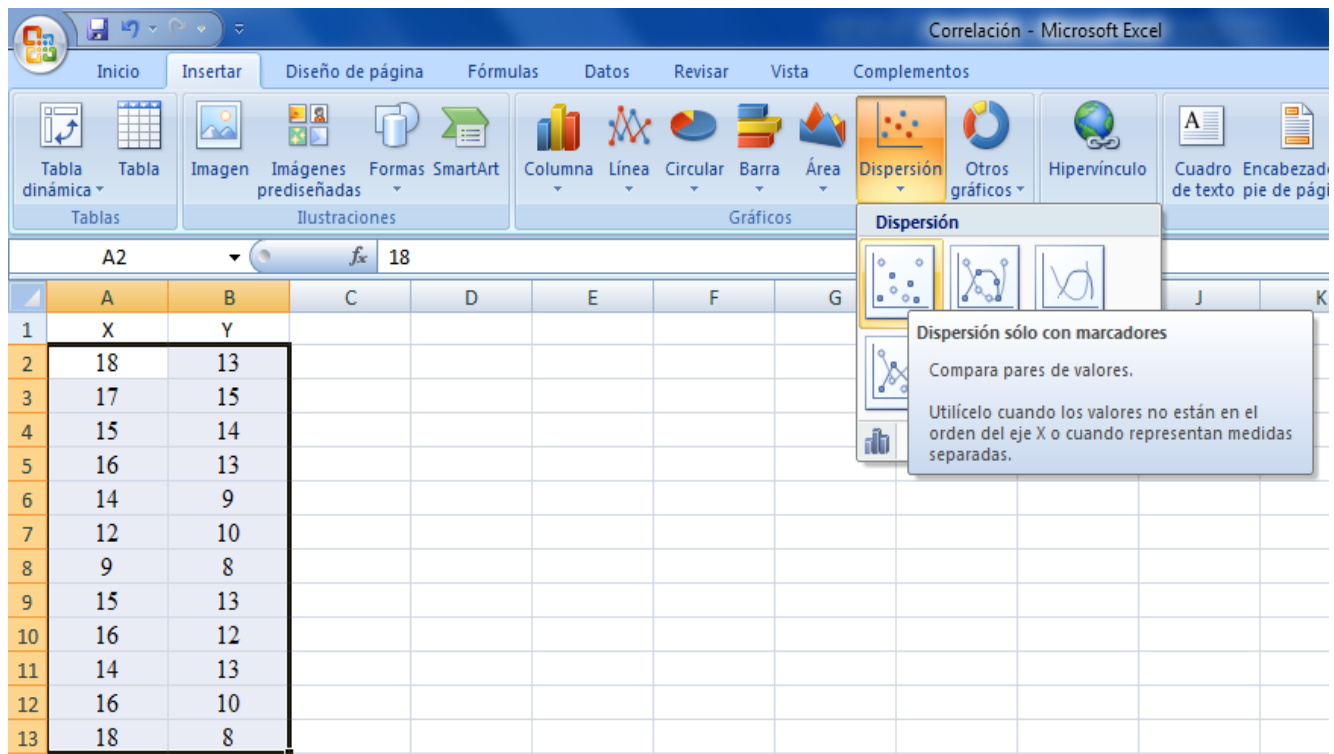 Correlación - Microsoft Excel
Inicio Insertar Diseño de página Fórmulas Datos Revisar Vista Complementos
Tabla dinámica Tabla Imagen Imágenes prediseñadas Formas SmartArt Columna Línea Circular Barra Área Dispersión Otros gráficos Hipervínculo Cuadro de texto Encabezado pie de pági
Tablas Ilustraciones Gráficos
Dispersión
A2 fx 18
A B C D E F G J K
1 X Y
2 18 13
3 17 15
4 15 14
5 16 13
6 14 9
7 12 10
8 9 8
9 15 13
10 16 12
11 14 13
12 16 10
13 18 8
Dispersión sólo con marcadores
Compara pares de valores.
Utilícelo cuando los valores no están en el
orden del eje X o cuando representan medidas
separadas.